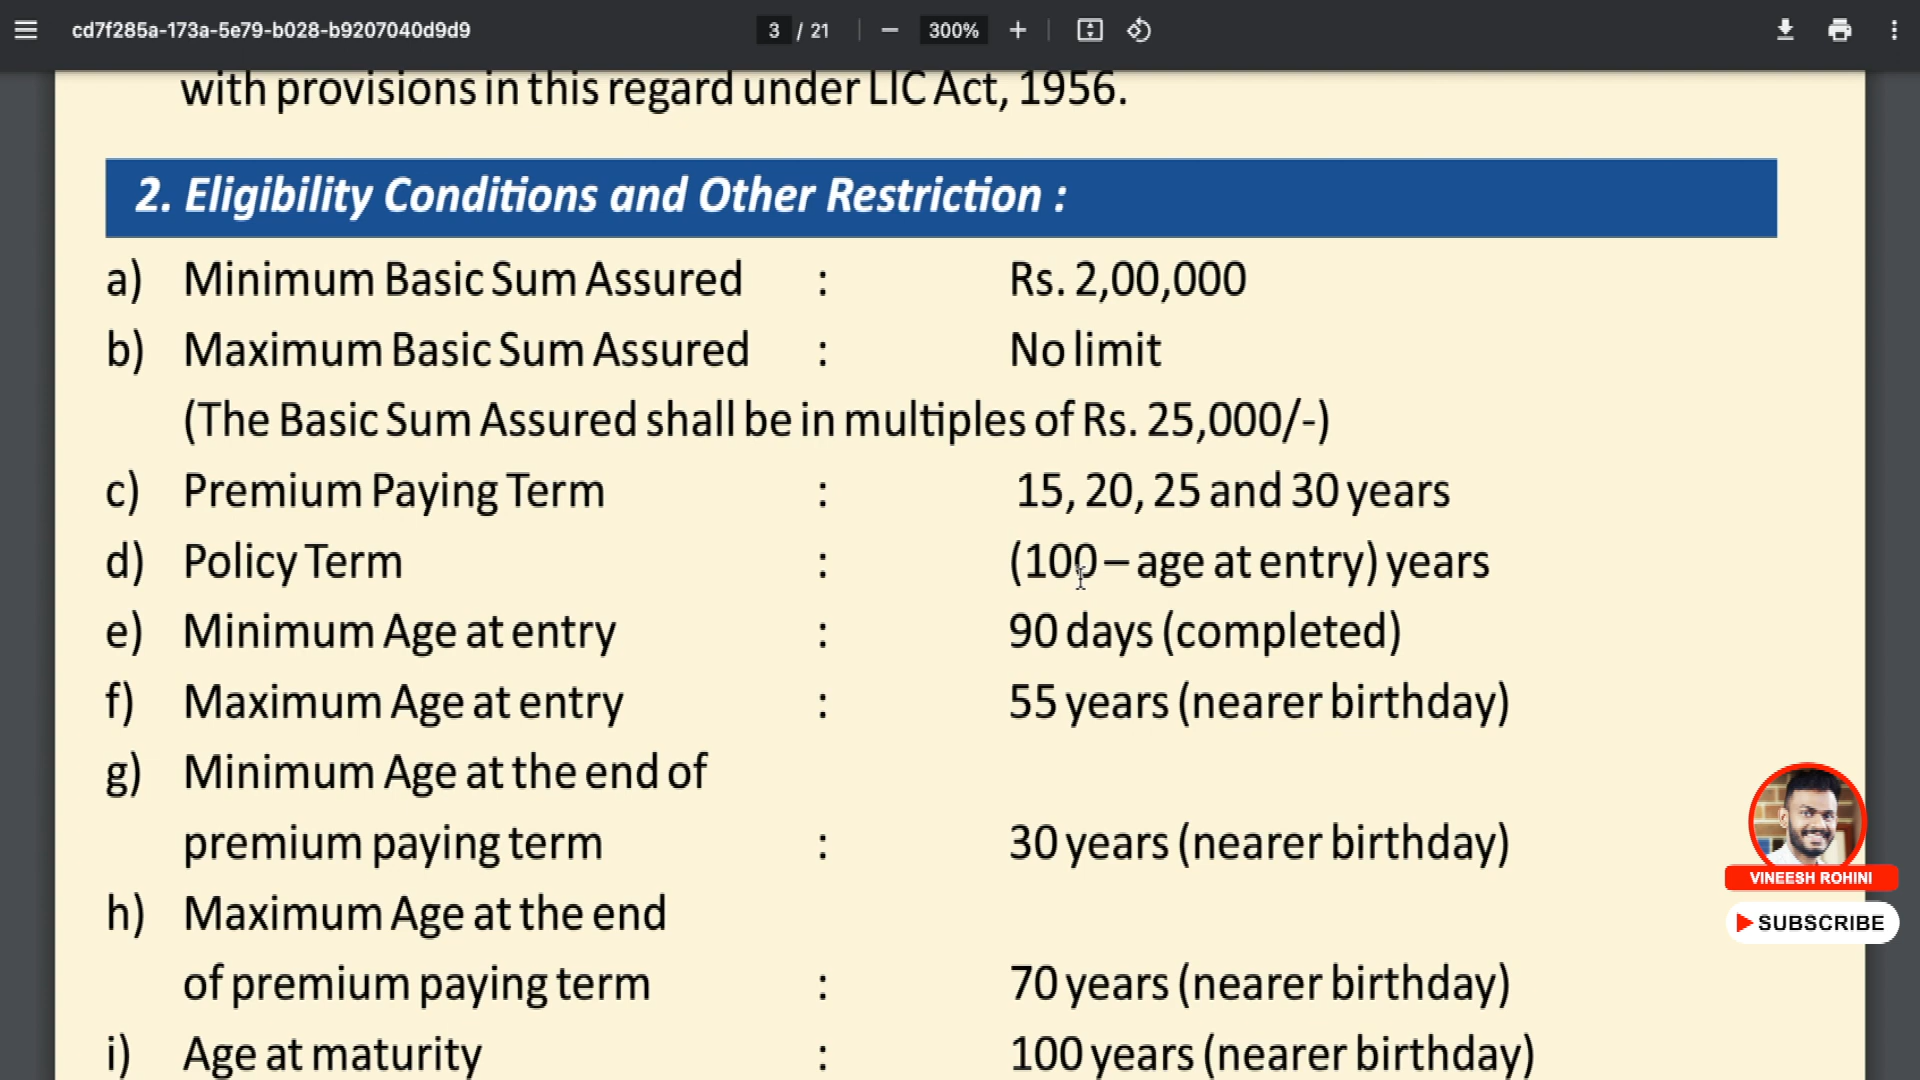 cd7f285a-173a-5e79-b028-b9207040d9d9 3 / 21 300%
with provisions in this regard under LIC Act, 1956.
2. Eligibility Conditions and Other Restriction :
a) Minimum Basic Sum Assured : Rs. 2,00,000
b) Maximum Basic Sum Assured : No limit
(The Basic Sum Assured shall be in multiples of Rs. 25,000/-)
c) Premium Paying Term : 15, 20, 25 and 30 years
d) Policy Term : (100 – age at entry) years
e) Minimum Age at entry : 90 days (completed)
f) Maximum Age at entry : 55 years (nearer birthday)
g) Minimum Age at the end of
premium paying term : 30 years (nearer birthday)
h) Maximum Age at the end
of premium paying term : 70 years (nearer birthday)
i) Age at maturity : 100 years (nearer birthday)
VINEESH ROHINI
SUBSCRIBE